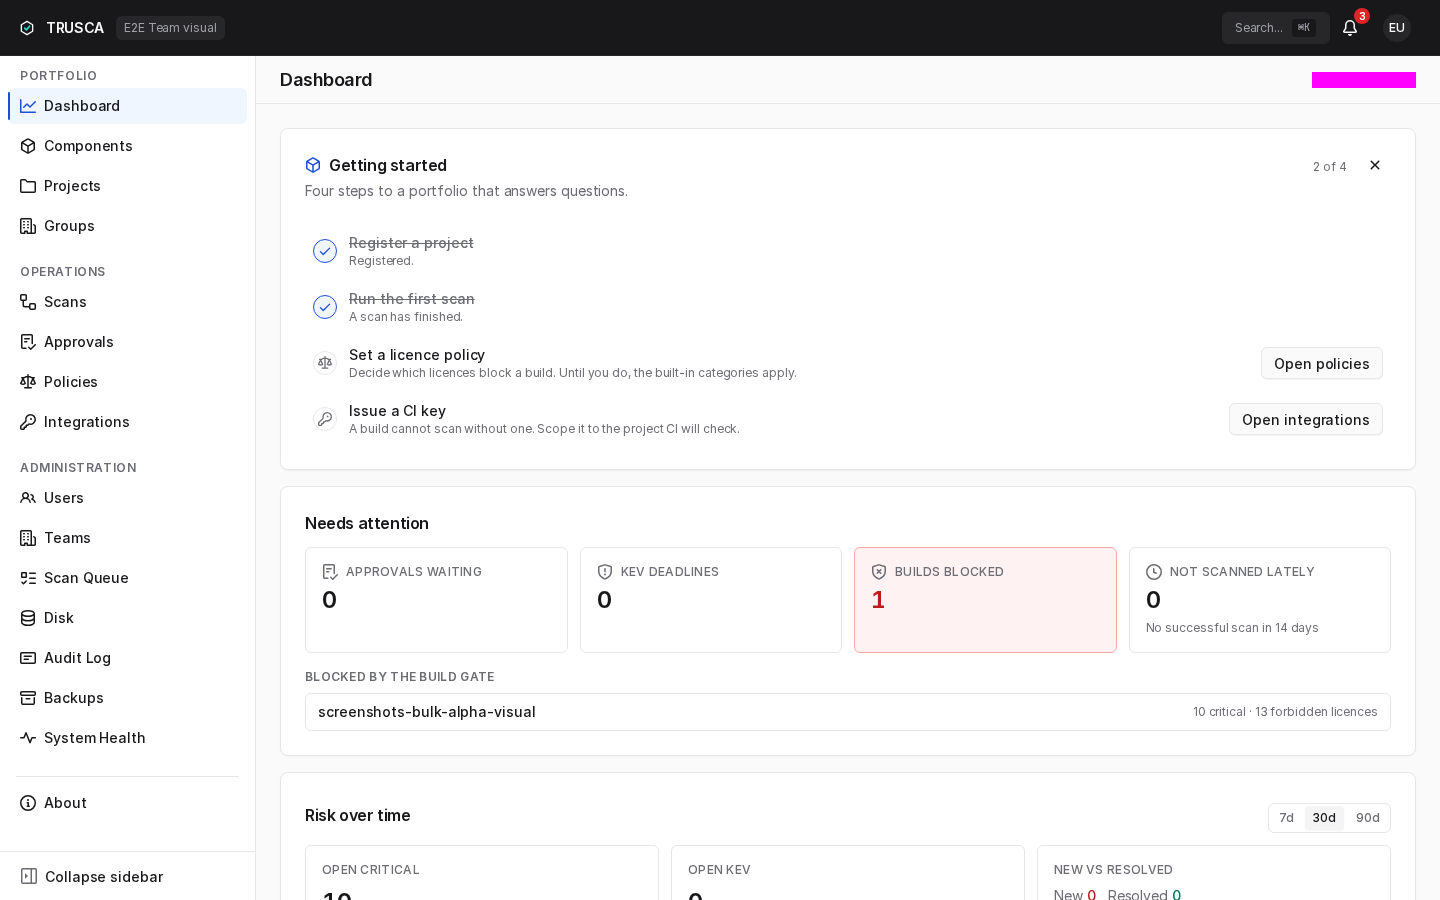 TRUSCA
E2E Team visual
Search... ⌘K
3
EU
PORTFOLIO
Dashboard
Components
Projects
Groups
OPERATIONS
Scans
Approvals
Policies
Integrations
ADMINISTRATION
Users
Teams
Scan Queue
Disk
Audit Log
Backups
System Health
About
Collapse sidebar
Dashboard
Getting started
2 of 4
Four steps to a portfolio that answers questions.
Register a project
Registered.
Run the first scan
A scan has finished.
Set a licence policy
Decide which licences block a build. Until you do, the built-in categories apply.
Open policies
Issue a CI key
A build cannot scan without one. Scope it to the project CI will check.
Open integrations
Needs attention
APPROVALS WAITING
0
KEV DEADLINES
0
BUILDS BLOCKED
1
NOT SCANNED LATELY
0
No successful scan in 14 days
BLOCKED BY THE BUILD GATE
screenshots-bulk-alpha-visual
10 critical · 13 forbidden licences
Risk over time
7d 30d 90d
OPEN CRITICAL
10
OPEN KEV
0
NEW VS RESOLVED
New 0 Resolved 0